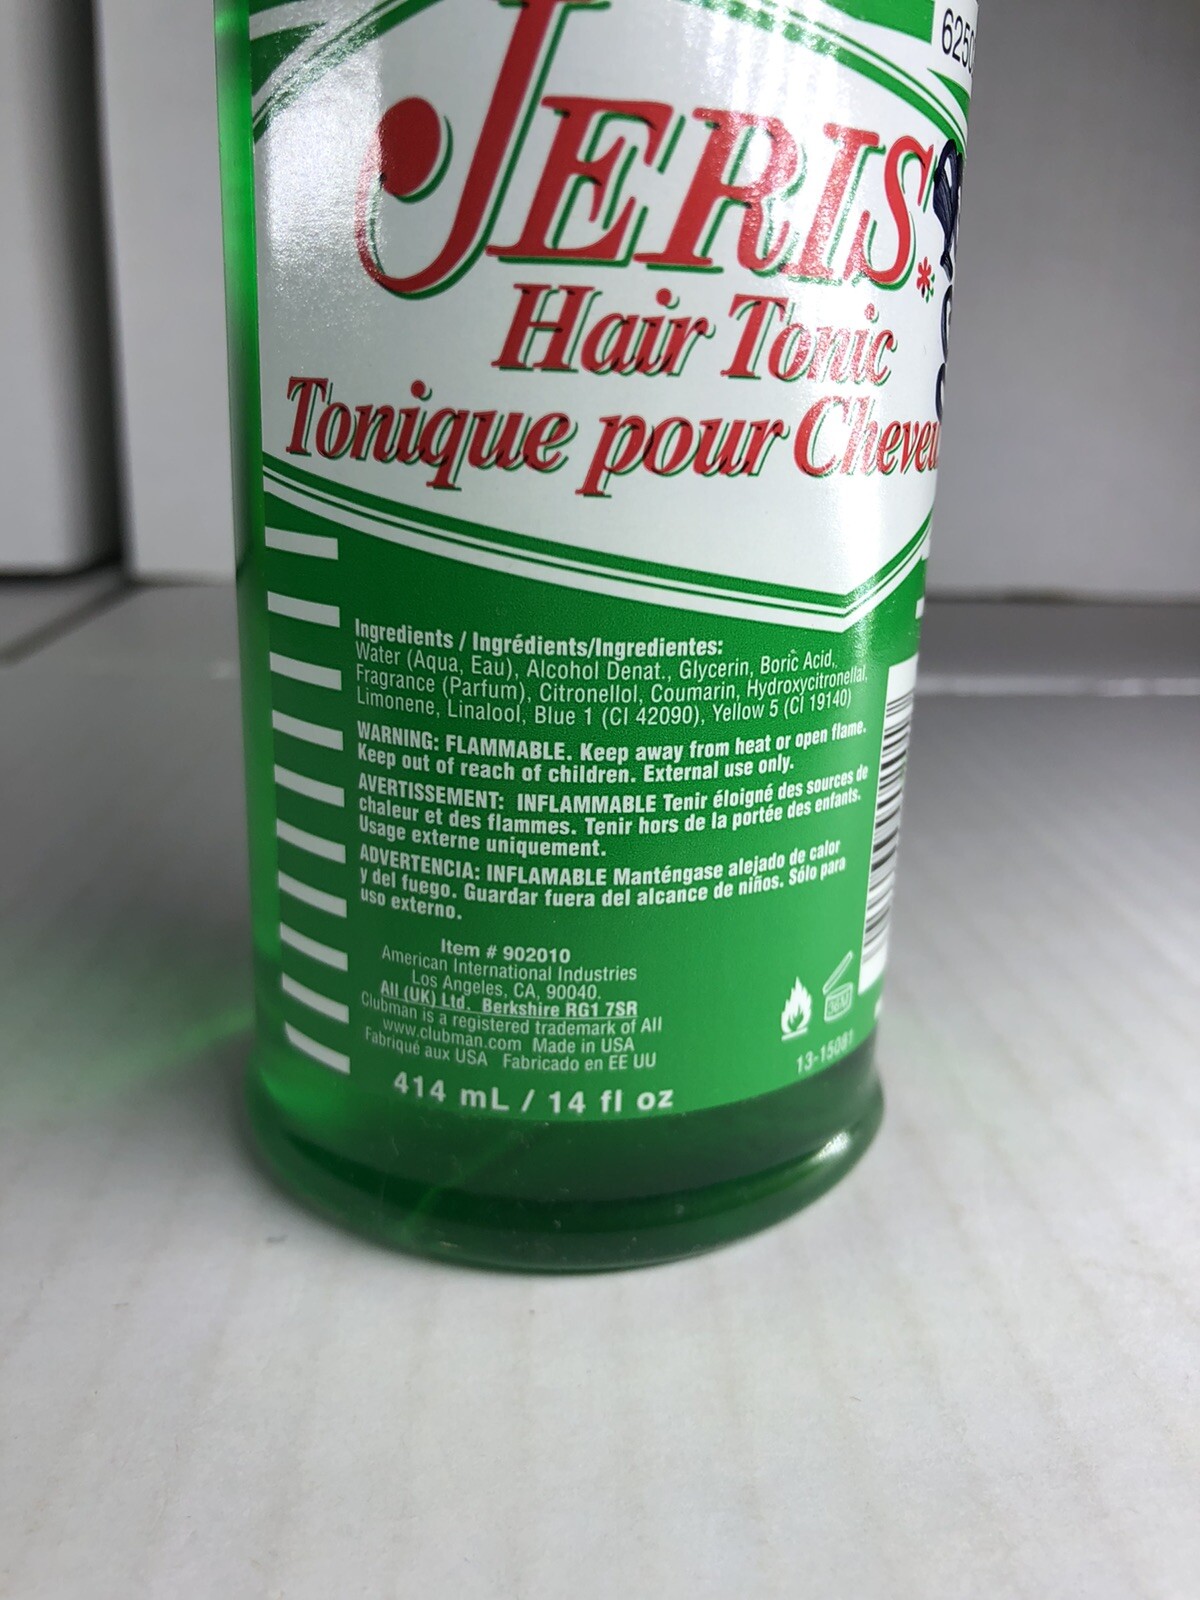 JERIS
Hair Tonic
Tonique pour
Ingredients / Ingrédients/Ingredientes:
Water (Aqua, Eau), Alcohol Denat., Glycerin, Boric Acid,
Fragrance (Parfum), Citronellol, Coumarin, Hydroxycitronellal,
Limonene, Linalool, Blue 1 (CI 42090), Yellow 5 (CI 19140)
WARNING: FLAMMABLE. Keep away from heat or open flame.
Keep out of reach of children. External use only.
AVERTISSEMENT: INFLAMMABLE Tenir éloigné des sources de
chaleur et des flammes. Tenir hors de la portée des enfants.
Usage externe uniquement.
ADVERTENCIA: INFLAMABLE Manténgase alejado de calor
y del fuego. Guardar fuera del alcance de niños. Sólo para
uso externo.
Item # 902010
American International Industries
Los Angeles, CA, 90040.
AII (UK) Ltd. Berkshire RG1 7SR
Clubman is a registered trademark of AII
www.clubman.com Made in USA
Fabriqué aux USA Fabricado en EE UU
36M
13-15081
414 mL / 14 fl oz